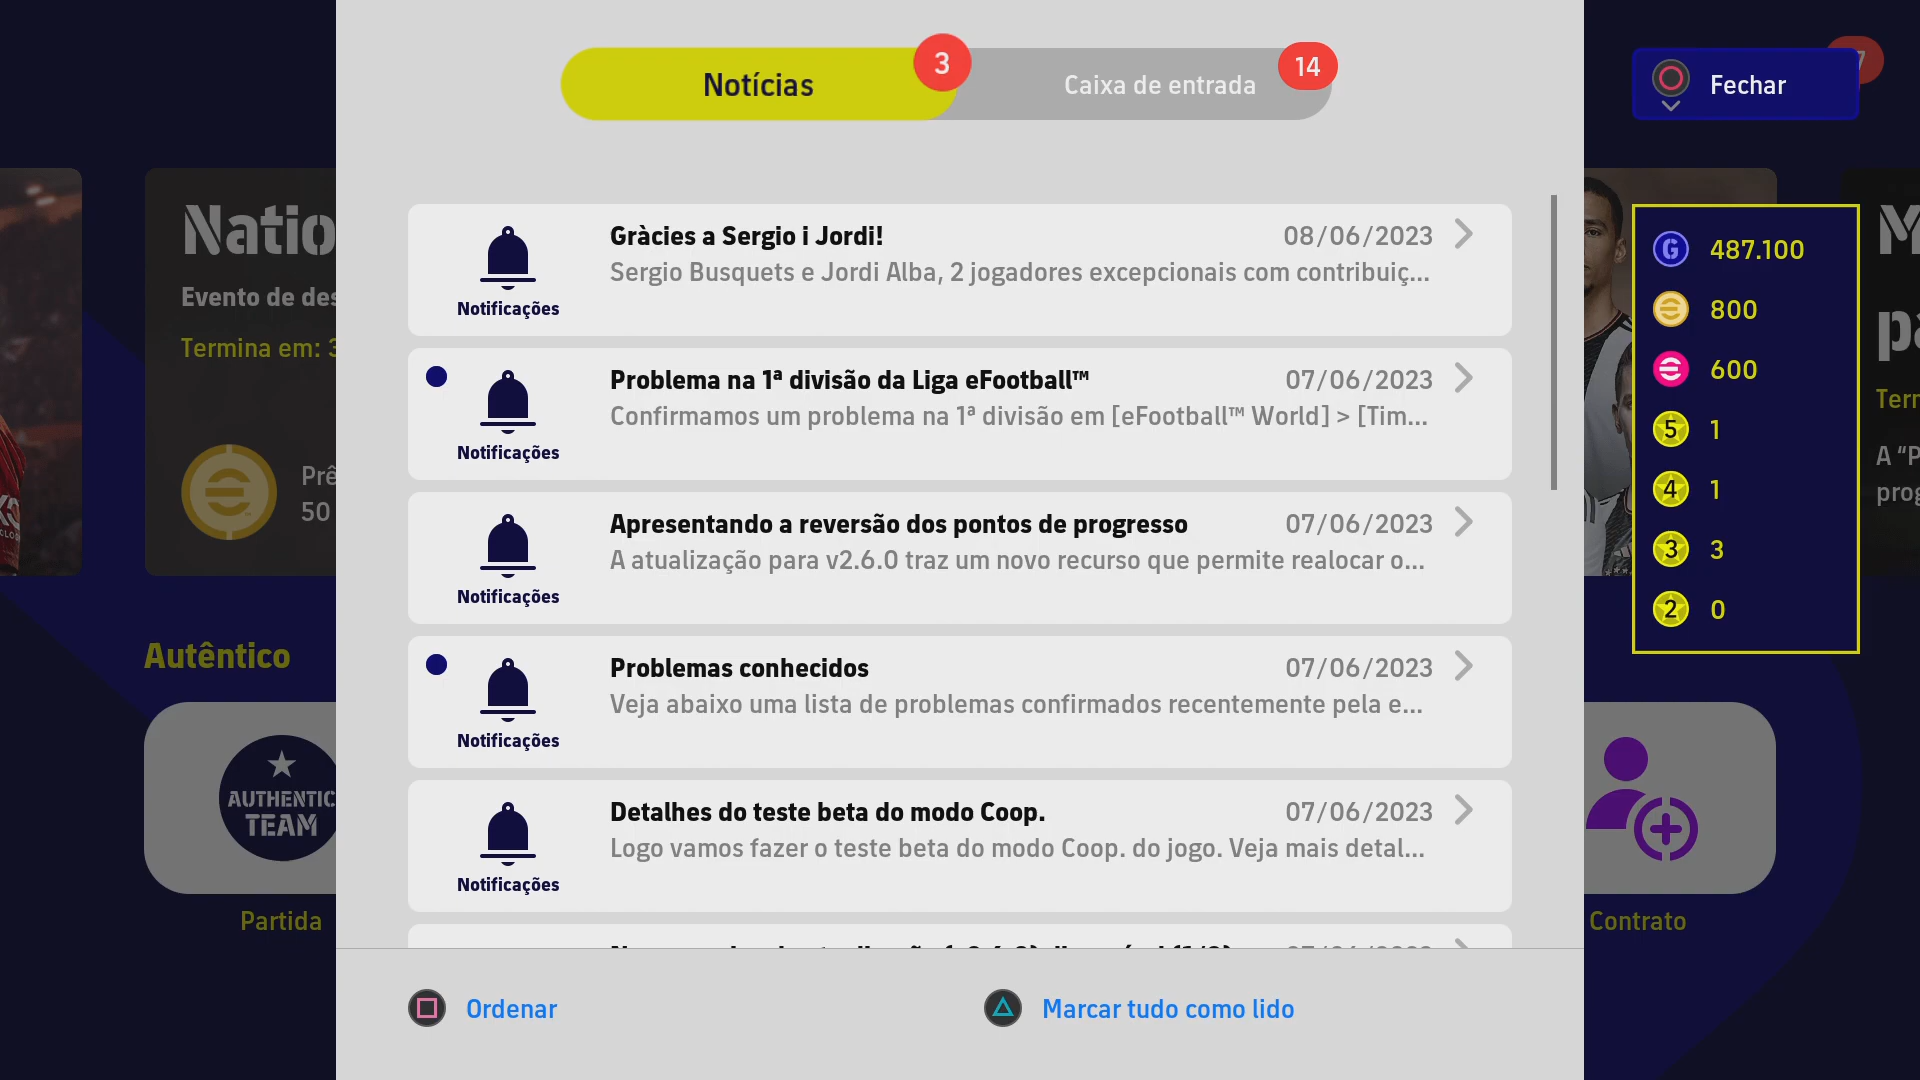 Notícias
3
Caixa de entrada
14
Fechar
Gràcies a Sergio i Jordi!
08/06/2023
Sergio Busquets e Jordi Alba, 2 jogadores excepcionais com contribuiç...
Notificações
Problema na 1ª divisão da Liga eFootball™
07/06/2023
Confirmamos um problema na 1ª divisão em [eFootball™ World] > [Tim...
Notificações
Apresentando a reversão dos pontos de progresso
07/06/2023
A atualização para v2.6.0 traz um novo recurso que permite realocar o...
Notificações
Problemas conhecidos
07/06/2023
Veja abaixo uma lista de problemas confirmados recentemente pela e...
Notificações
Detalhes do teste beta do modo Coop.
07/06/2023
Logo vamos fazer o teste beta do modo Coop. do jogo. Veja mais detal...
Notificações
Ordenar
Marcar tudo como lido
G 487.100
800
600
5 1
4 1
3 3
2 0
Natio
Evento de des
Termina em: 3
Prê
50
Autêntico
AUTHENTIC
TEAM
Partida
M
pa
Terr
A “P
prog
Contrato